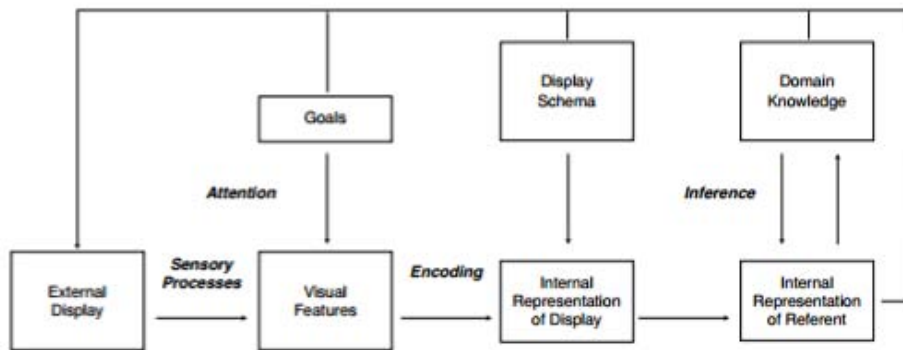 Display
Schema
Domain
Knowledge
Goals
Attention
Inference
External
Display
Sensory
Processes
Visual
Features
Encoding
Internal
Representation
of Display
Internal
Representation
of Referent